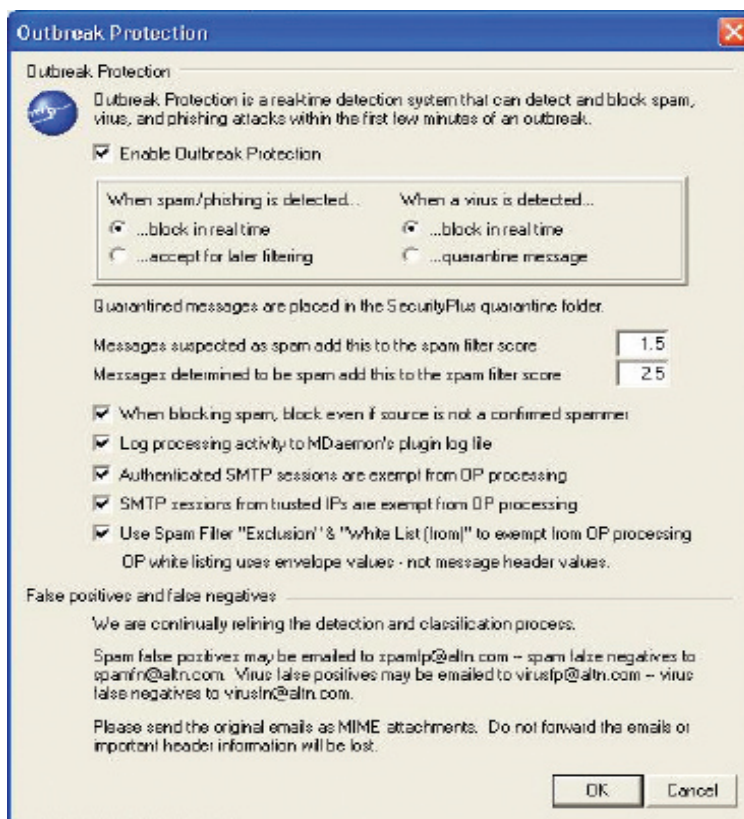 Outbreak Protection
Outbreak Protection
Outbreak Protection is a real-time detection system that can detect and block spam,
virus, and phishing attacks within the first few minutes of an outbreak.
Enable Outbreak Protection
When spam/phishing is detected...
...block in real time
...accept for later filtering
When a virus is detected...
...block in real time
...quarantine message
Quarantined messages are placed in the SecurityPlus quarantine folder.
Messages suspected as spam add this to the spam filter score 1.5
Messages determined to be spam add this to the spam filter score 2.5
When blocking spam, block even if source is not a confirmed spammer
Log processing activity to MDaemon's plugin log file
Authenticated SMTP sessions are exempt from OP processing
SMTP sessions from trusted IPs are exempt from OP processing
Use Spam Filter "Exclusion" & "White List (from)" to exempt from OP processing
OP white listing uses envelope values - not message header values.
False positives and false negatives
We are continually refining the detection and classification process.
Spam false positives may be emailed to spamfp@altn.com -- spam false negatives to
spamfn@altn.com. Virus false positives may be emailed to virusfp@altn.com -- virus
false negatives to virusfn@altn.com.
Please send the original emails as MIME attachments. Do not forward the emails or
important header information will be lost.
OK Cancel